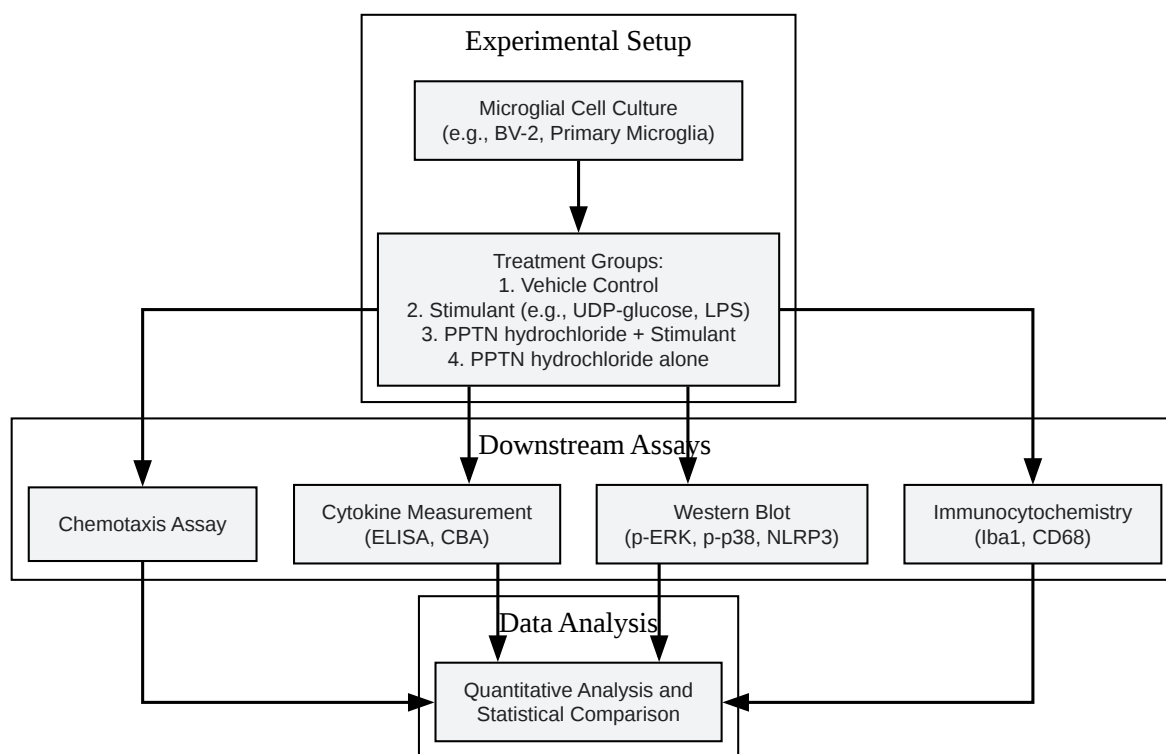 Experimental Setup
Microglial Cell Culture
(e.g., BV-2, Primary Microglia)
Treatment Groups:
1. Vehicle Control
2. Stimulant (e.g., UDP-glucose, LPS)
3. PPTN hydrochloride + Stimulant
4. PPTN hydrochloride alone
Downstream Assays
Chemotaxis Assay
Cytokine Measurement
(ELISA, CBA)
Western Blot
(p-ERK, p-p38, NLRP3)
Immunocytochemistry
(Iba1, CD68)
Data Analysis
Quantitative Analysis and
Statistical Comparison